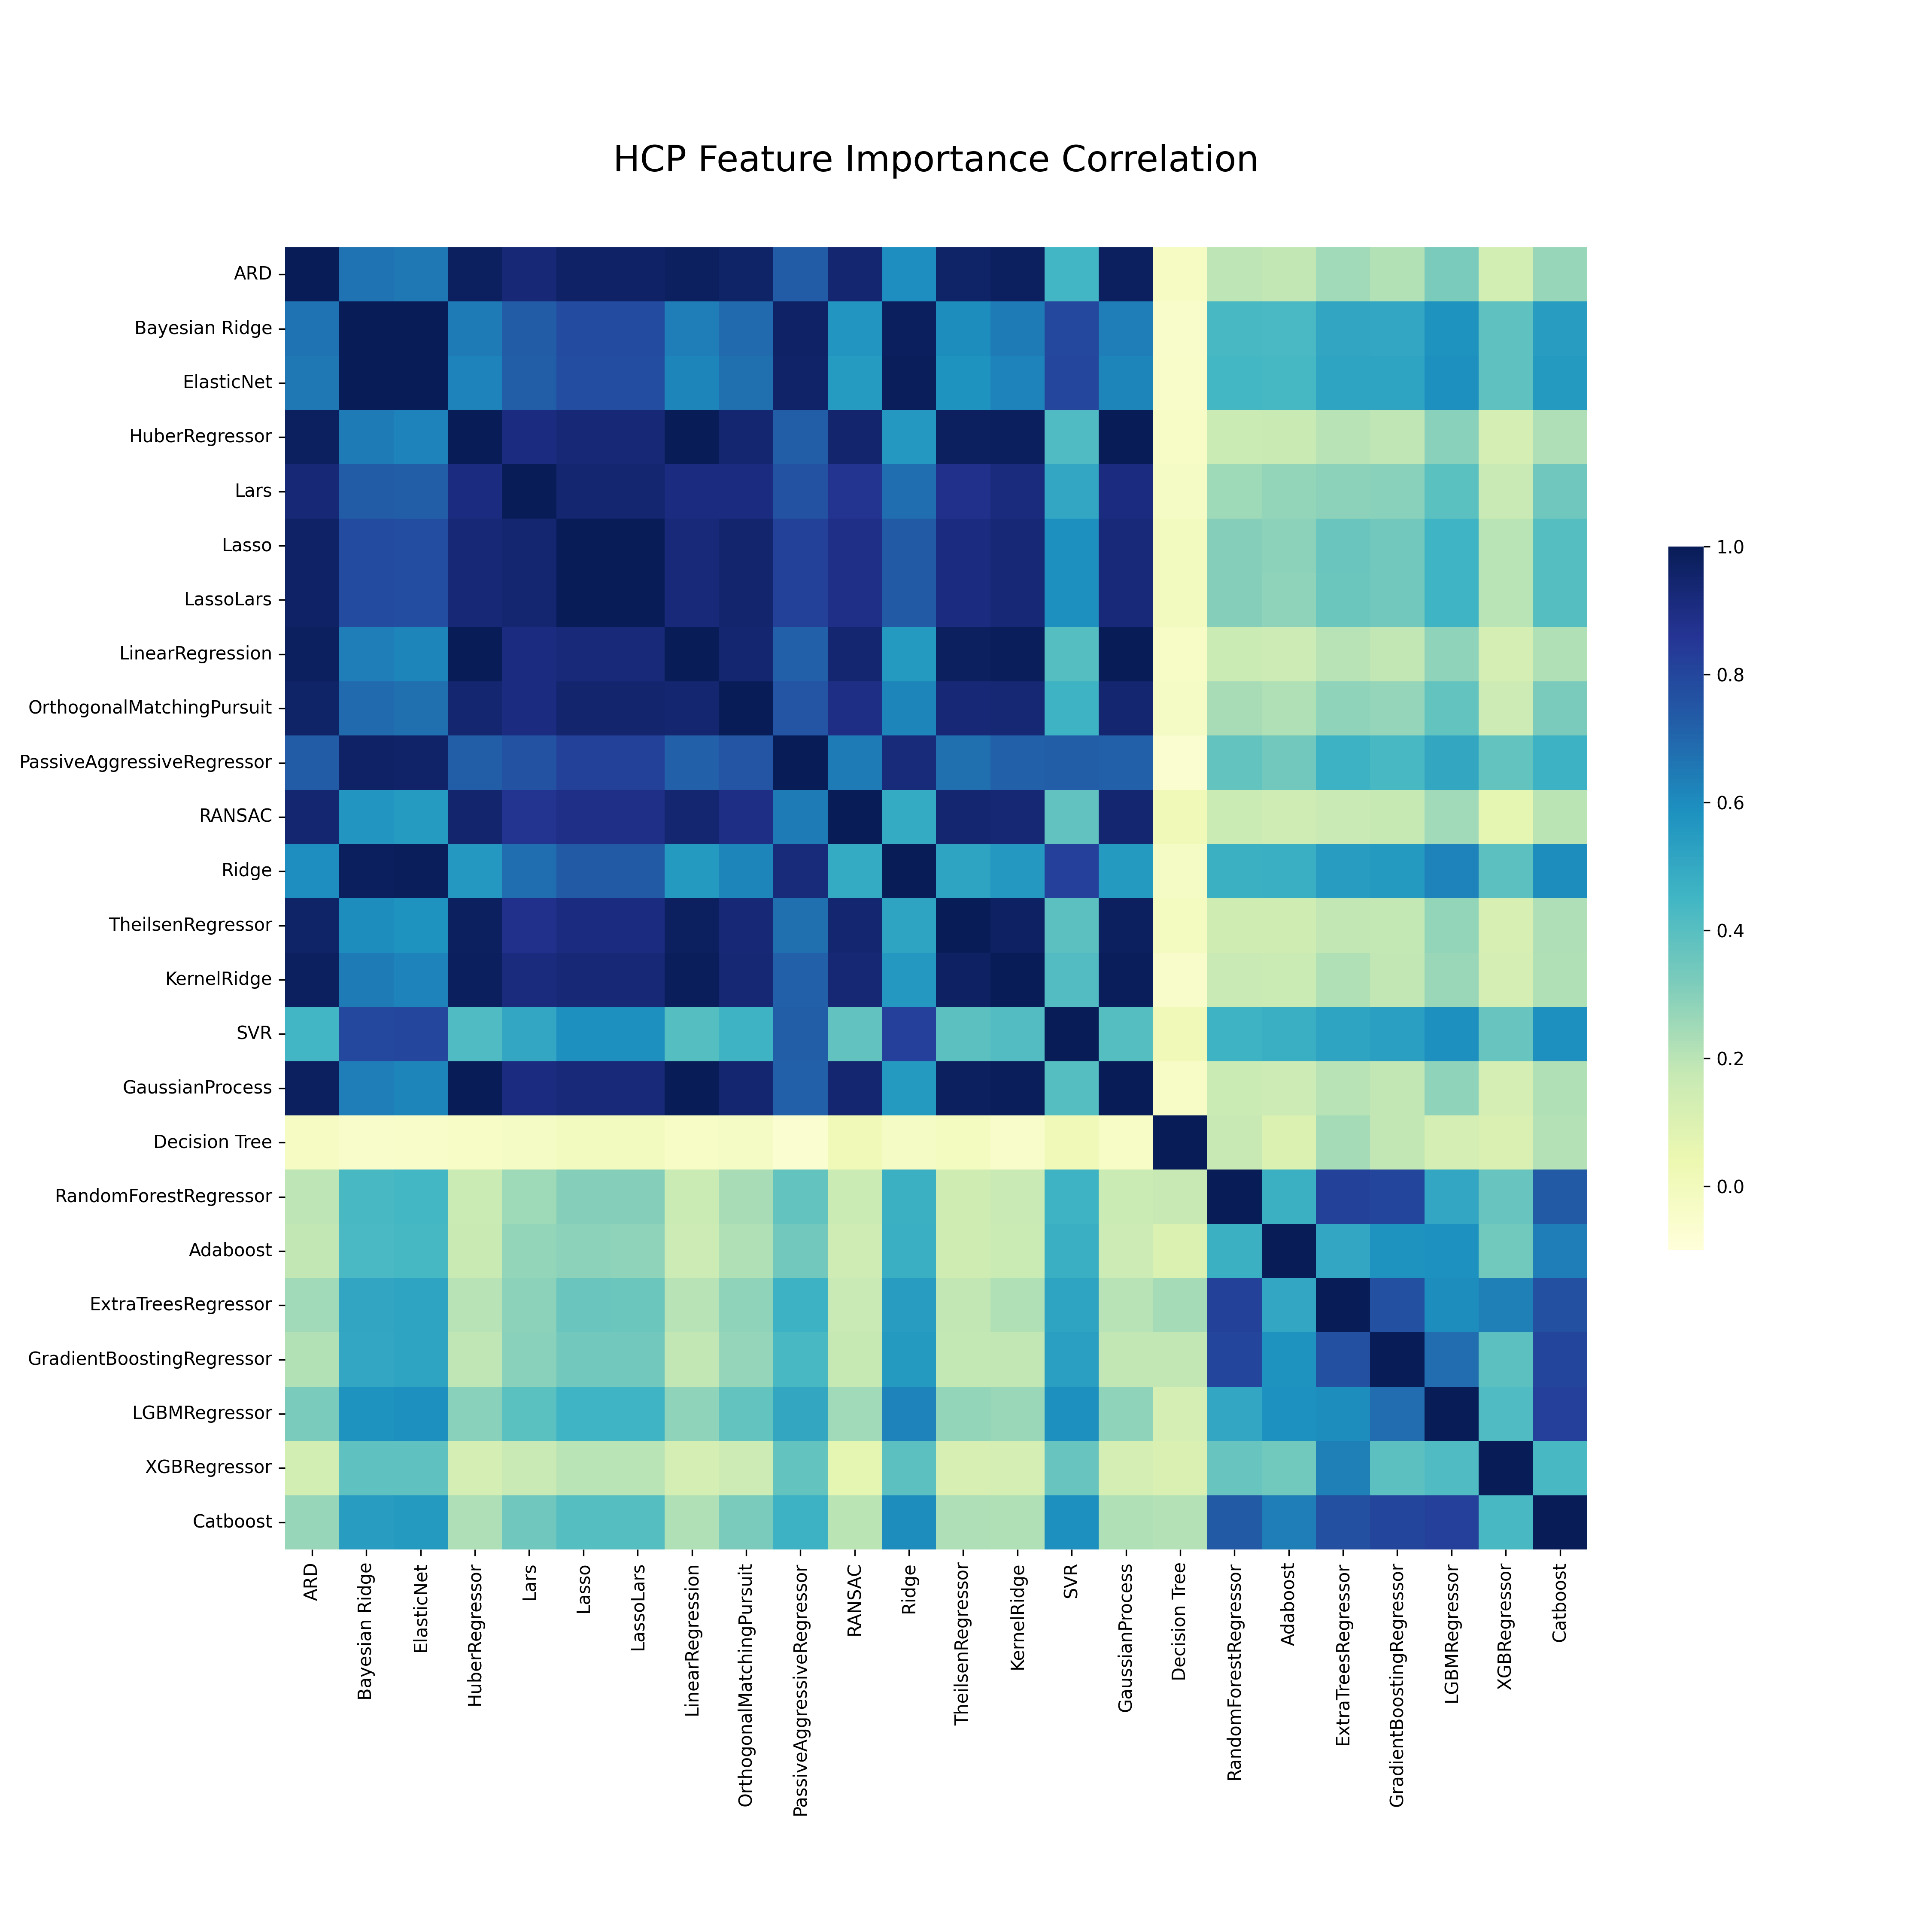 HCP Feature Importance Correlation
ARD
Bayesian Ridge
ElasticNet
HuberRegressor
Lars
Lasso
LassoLars
LinearRegression
OrthogonalMatchingPursuit
PassiveAggressiveRegressor
RANSAC
Ridge
TheilsenRegressor
KernelRidge
SVR
GaussianProcess
Decision Tree
RandomForestRegressor
Adaboost
ExtraTreesRegressor
GradientBoostingRegressor
LGBMRegressor
XGBRegressor
Catboost
ARD
Bayesian Ridge
ElasticNet
HuberRegressor
Lars
Lasso
LassoLars
LinearRegression
OrthogonalMatchingPursuit
PassiveAggressiveRegressor
RANSAC
Ridge
TheilsenRegressor
KernelRidge
SVR
GaussianProcess
Decision Tree
RandomForestRegressor
Adaboost
ExtraTreesRegressor
GradientBoostingRegressor
LGBMRegressor
XGBRegressor
Catboost
1.0
0.8
0.6
0.4
0.2
0.0